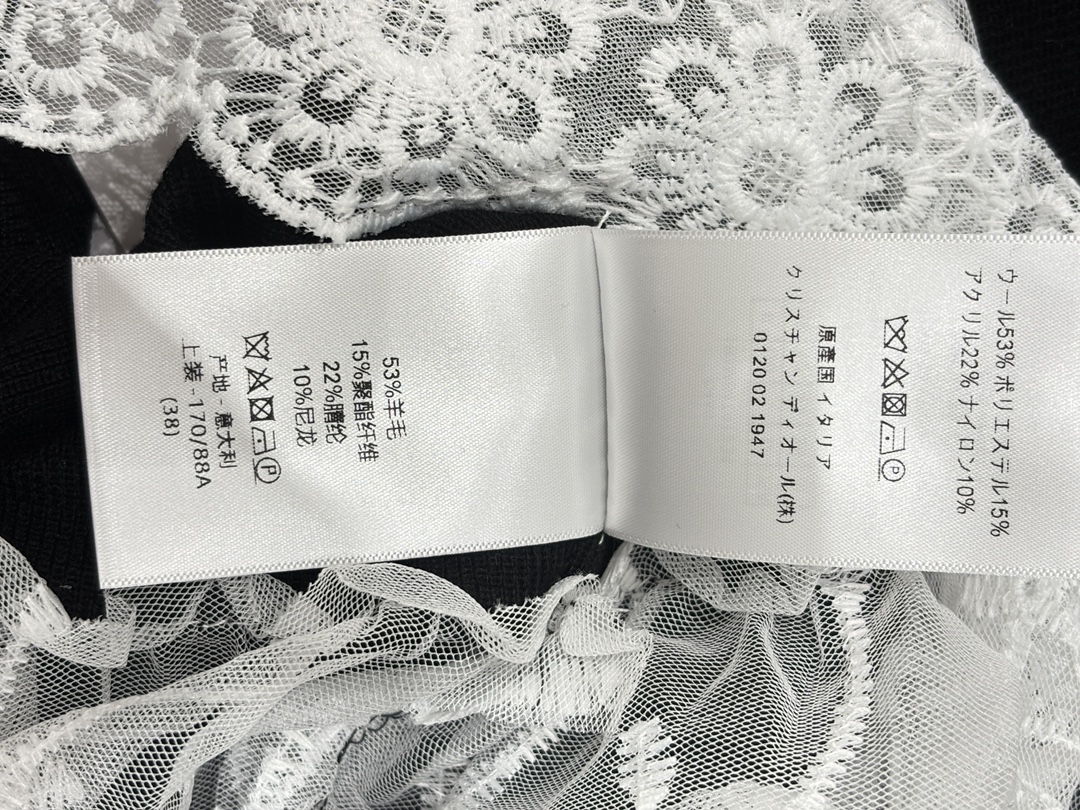 ウール53% ポリエステル15%
アクリル22% ナイロン10%
原産国 イタリア
クリスチャン ディオール(株)
0120 02 1947
53%羊毛
15%聚酯纤维
22%腈纶
10%尼龙
P
产地 - 意大利
上装 - 170/88A
(38)